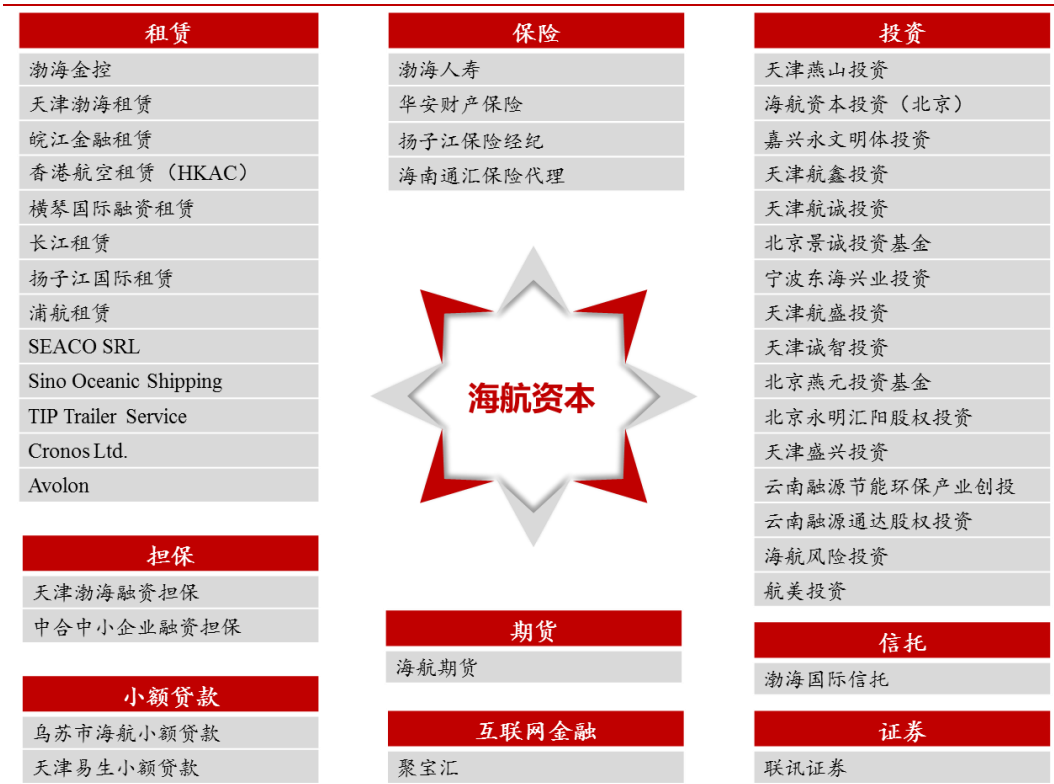 租赁
渤海金控
天津渤海租赁
皖江金融租赁
香港航空租赁（HKAC）
横琴国际融资租赁
长江租赁
扬子江国际租赁
浦航租赁
SEACO SRL
Sino Oceanic Shipping
TIP Trailer Service
Cronos Ltd.
Avolon
担保
天津渤海融资担保
中合中小企业融资担保
小额贷款
乌苏市海航小额贷款
天津易生小额贷款
保险
渤海人寿
华安财产保险
扬子江保险经纪
海南通汇保险代理
海航资本
期货
海航期货
互联网金融
聚宝汇
投资
天津燕山投资
海航资本投资（北京）
嘉兴永文明体投资
天津航鑫投资
天津航诚投资
北京景诚投资基金
宁波东海兴业投资
天津航盛投资
天津诚智投资
北京燕元投资基金
北京永明汇阳股权投资
天津盛兴投资
云南融源节能环保产业创投
云南融源通达股权投资
海航风险投资
航美投资
信托
渤海国际信托
证券
联讯证券